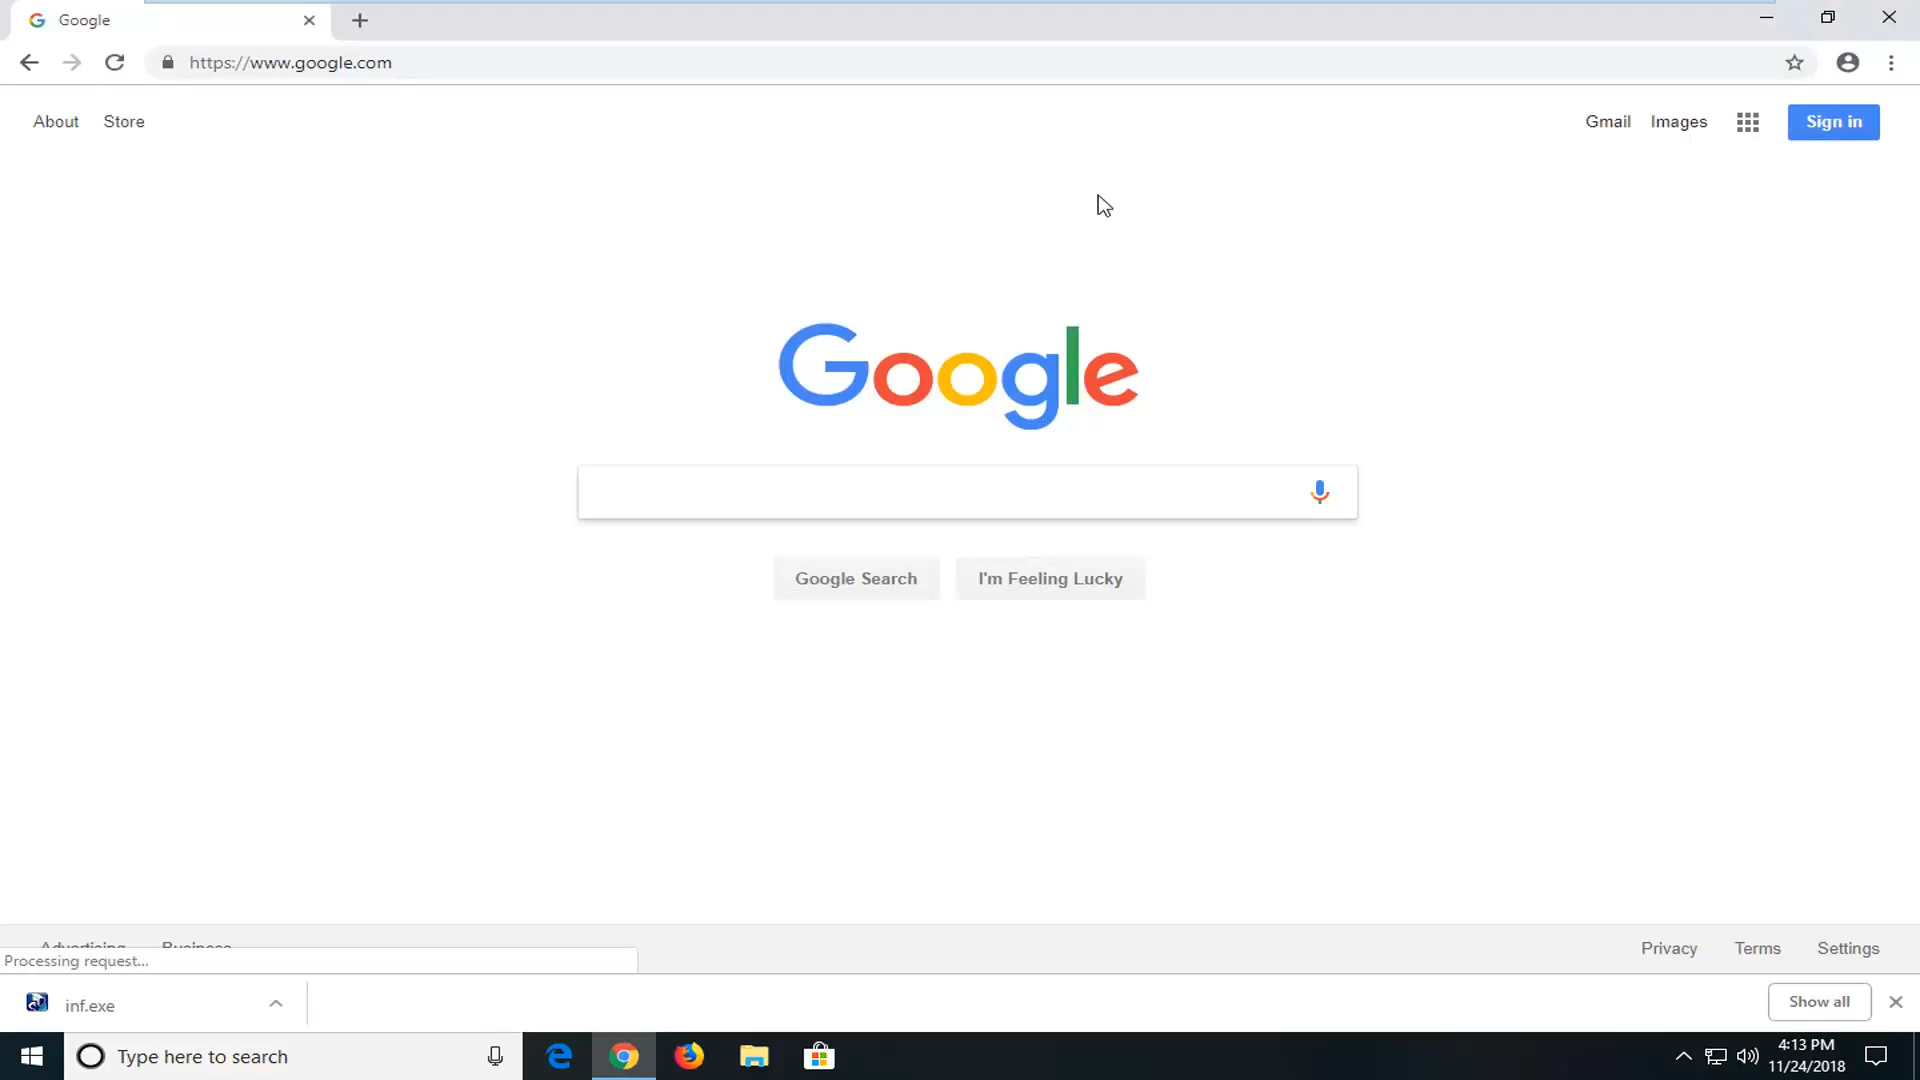 Google
https://www.google.com
About Store
Gmail Images Sign in
Google
Google Search I'm Feeling Lucky
Advertising Business
Privacy Terms Settings
Processing request...
inf.exe
Show all
Type here to search
4:13 PM
11/24/2018